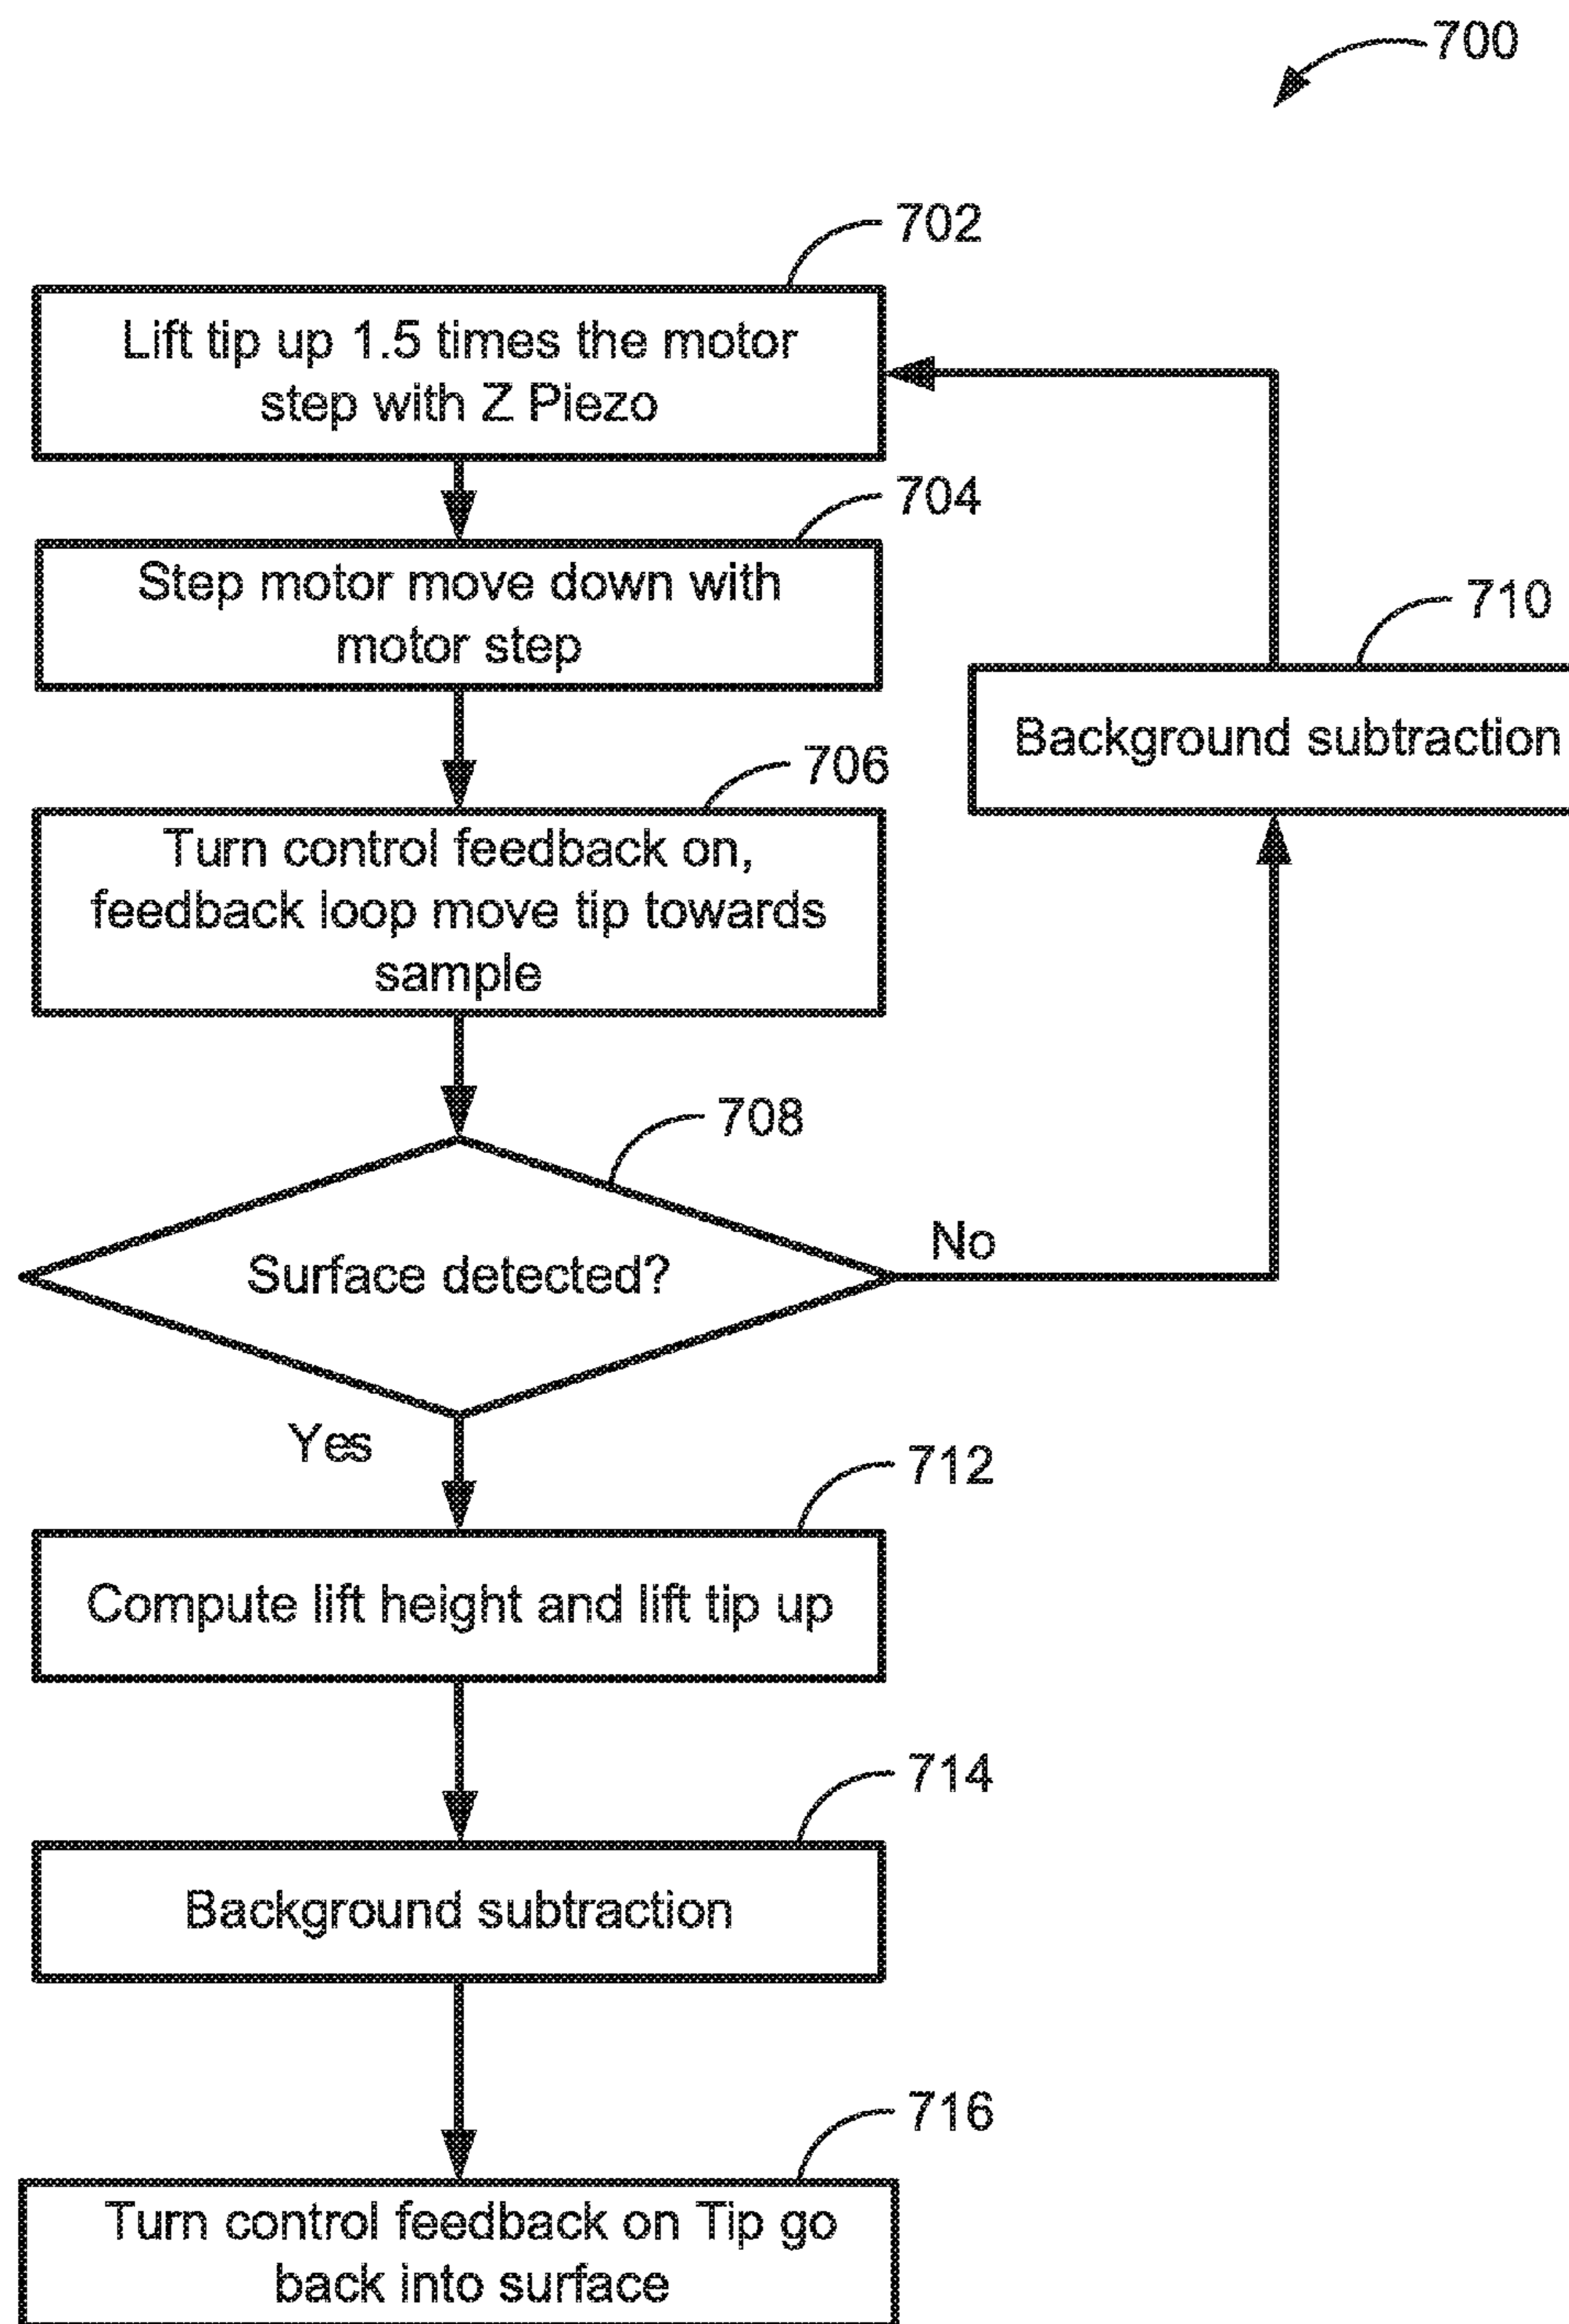 700
702
Lift tip up 1.5 times the motor
step with Z Piezo
704
Step motor move down with
motor step
710
Background subtraction
706
Turn control feedback on,
feedback loop move tip towards
sample
708
Surface detected?
No
Yes
712
Compute lift height and lift tip up
714
Background subtraction
716
Turn control feedback on Tip go
back into surface